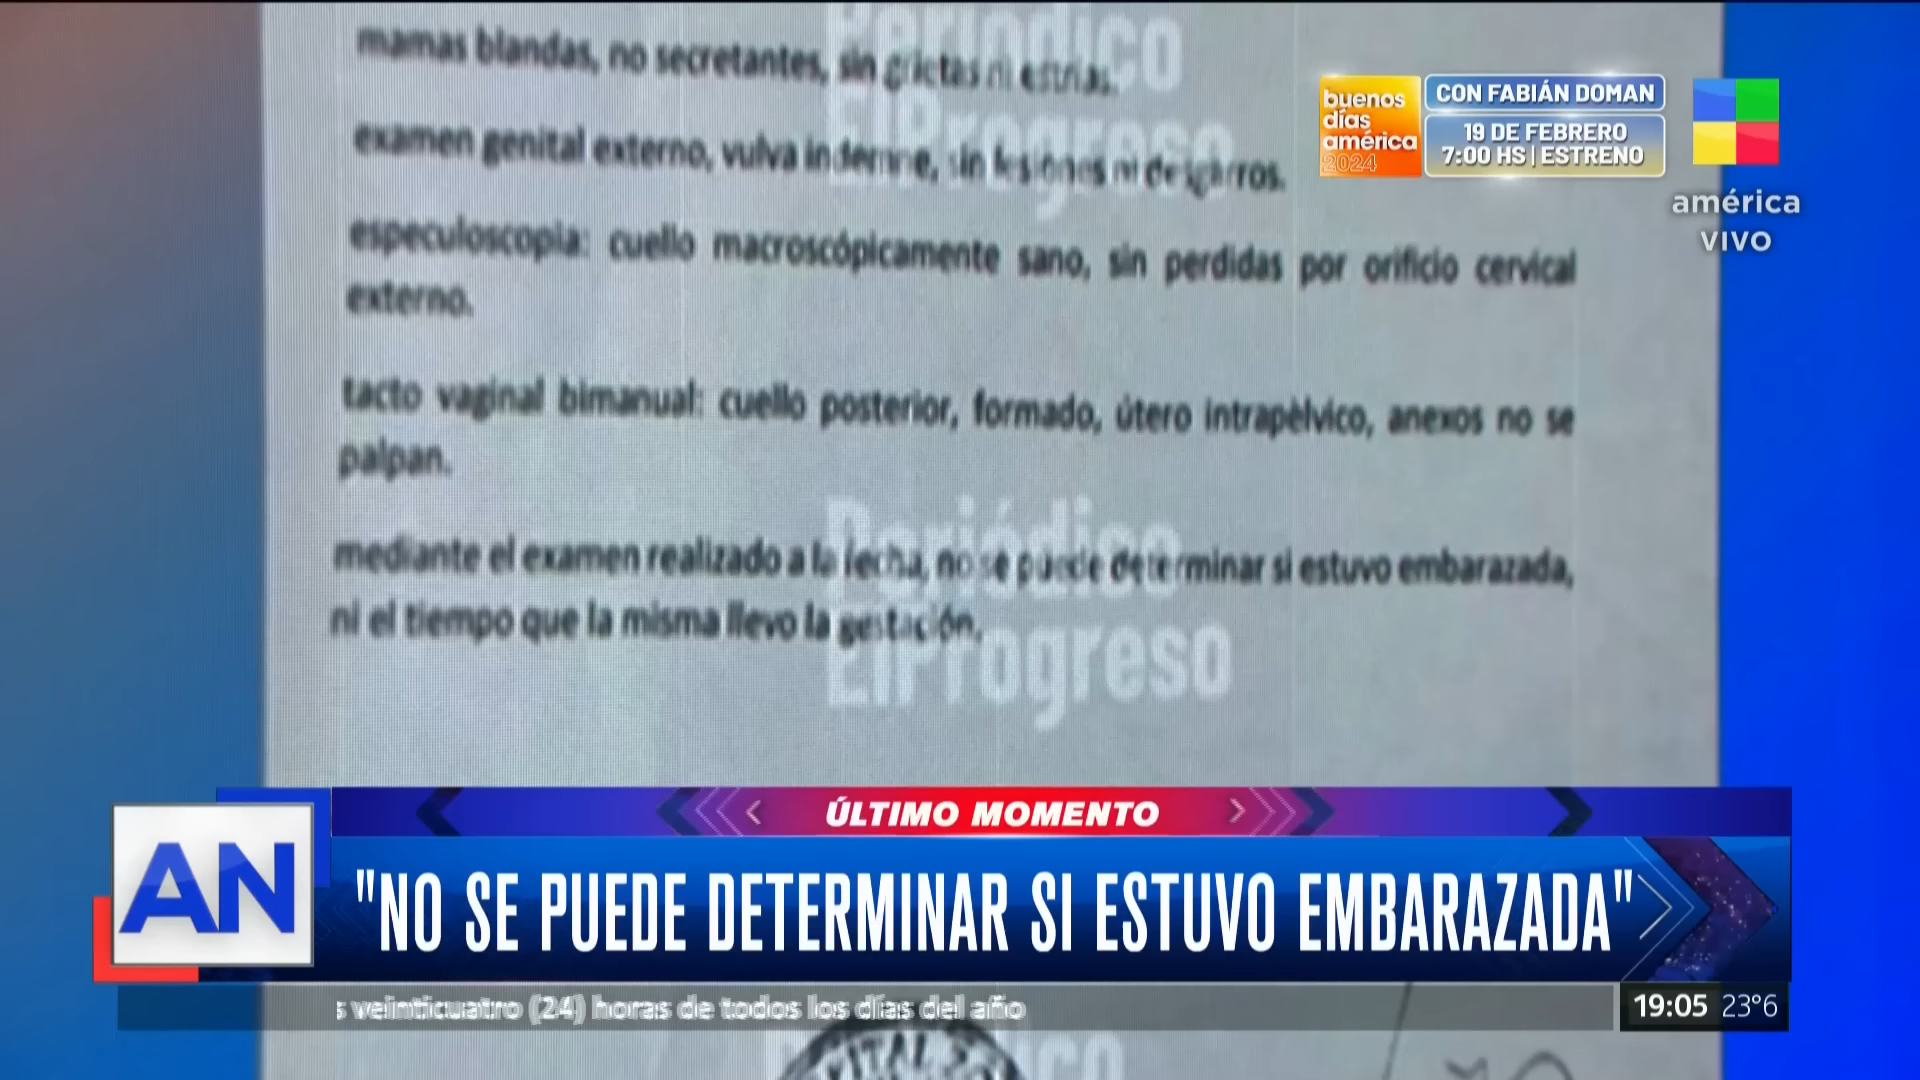 mamas blandas, no secretantes, sin grietas ni estrias.
examen genital externo, vulva indemne, sin lesiones ni desgarros.
especuloscopia: cuello macroscópicamente sano, sin perdidas por orificio cervical
externo.
tacto vaginal bimanual: cuello posterior, formado, útero intrapèlvico, anexos no se
palpan.
mediante el examen realizado a la fecha, no se puede determinar si estuvo embarazada,
ni el tiempo que la misma llevo la gestación.
Periódico
ElProgreso
Periódico
ElProgreso
buenos
días
américa
2024
CON FABIÁN DOMAN
19 DE FEBRERO
7:00 HS | ESTRENO
américa
VIVO
ÚLTIMO MOMENTO
AN
"NO SE PUEDE DETERMINAR SI ESTUVO EMBARAZADA"
s veinticuatro (24) horas de todos los días del año
19:05 23°6